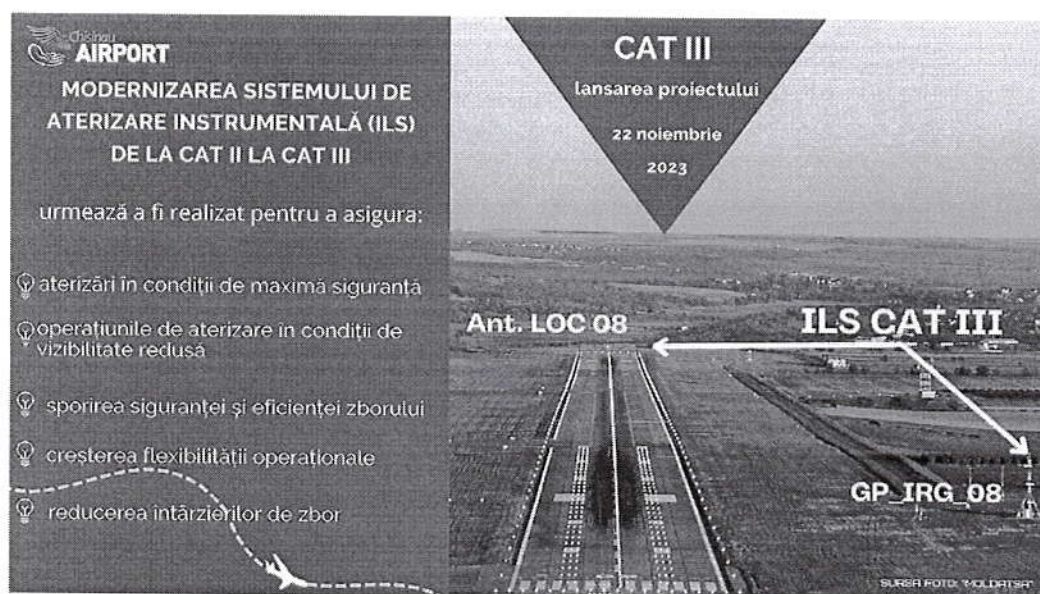 Chisinau
AIRPORT
MODERNIZAREA SISTEMULUI DE
ATERIZARE INSTRUMENTALĂ (ILS)
DE LA CAT II LA CAT III
urmează a fi realizat pentru a asigura:
aterizări în condiții de maximă siguranță
operațiunile de aterizare în condiții de
vizibilitate redusă
sporirea siguranței și eficienței zborului
creșterea flexibilității operaționale
reducerea întârzierilor de zbor
CAT III
lansarea proiectului
22 noiembrie
2023
Ant. LOC 08
ILS CAT III
GP_IRG_08
SURSA FOTO: "MOLDATSA"